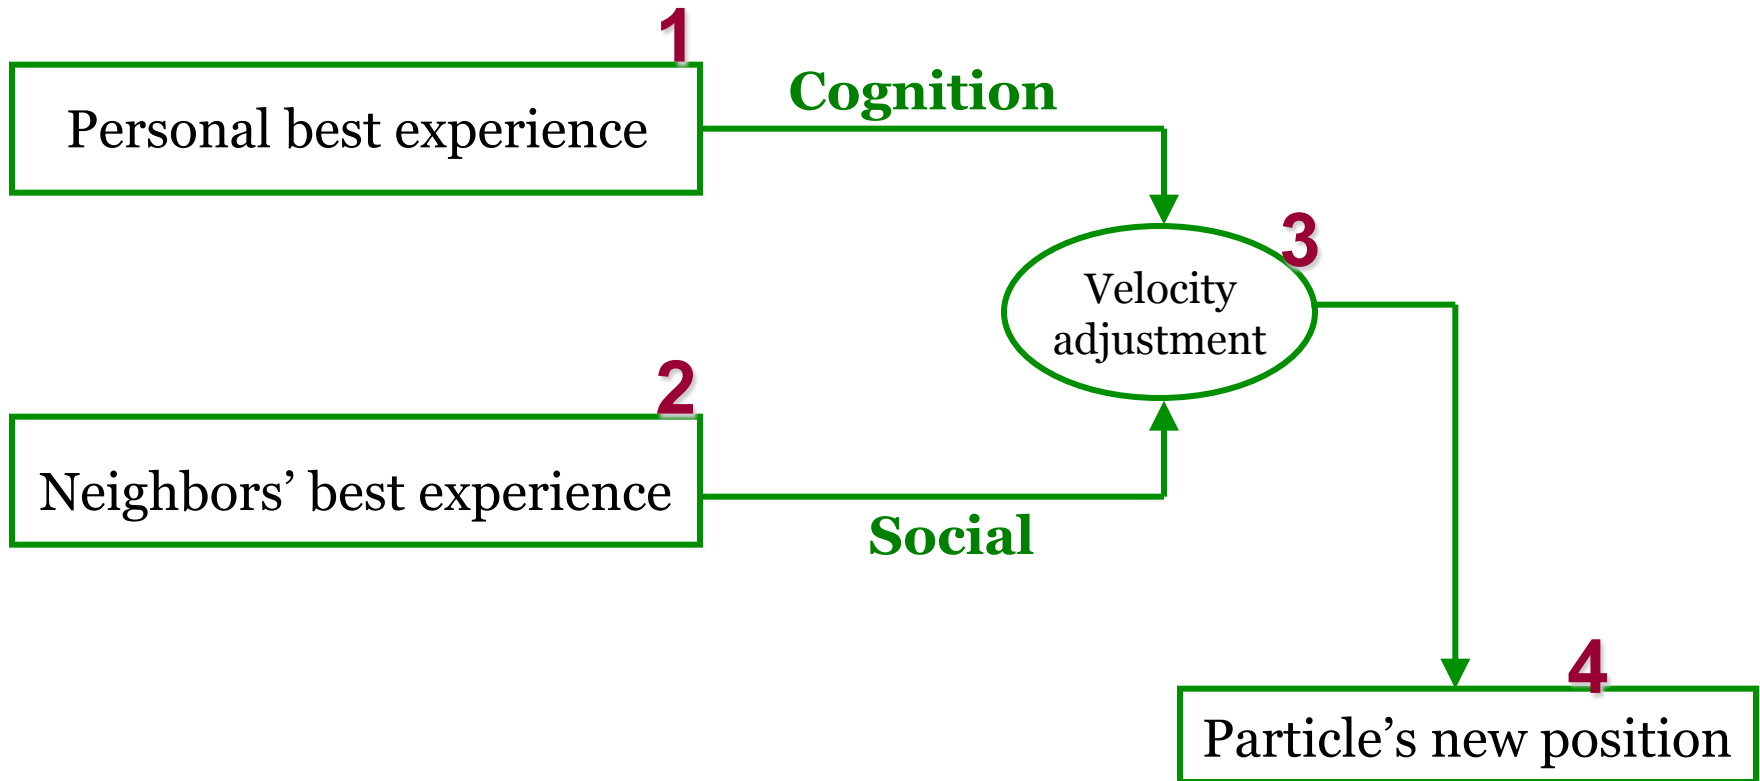 1
Personal best experience
Cognition
2
Neighbors’ best experience
Social
3
Velocity
adjustment
4
Particle’s new position